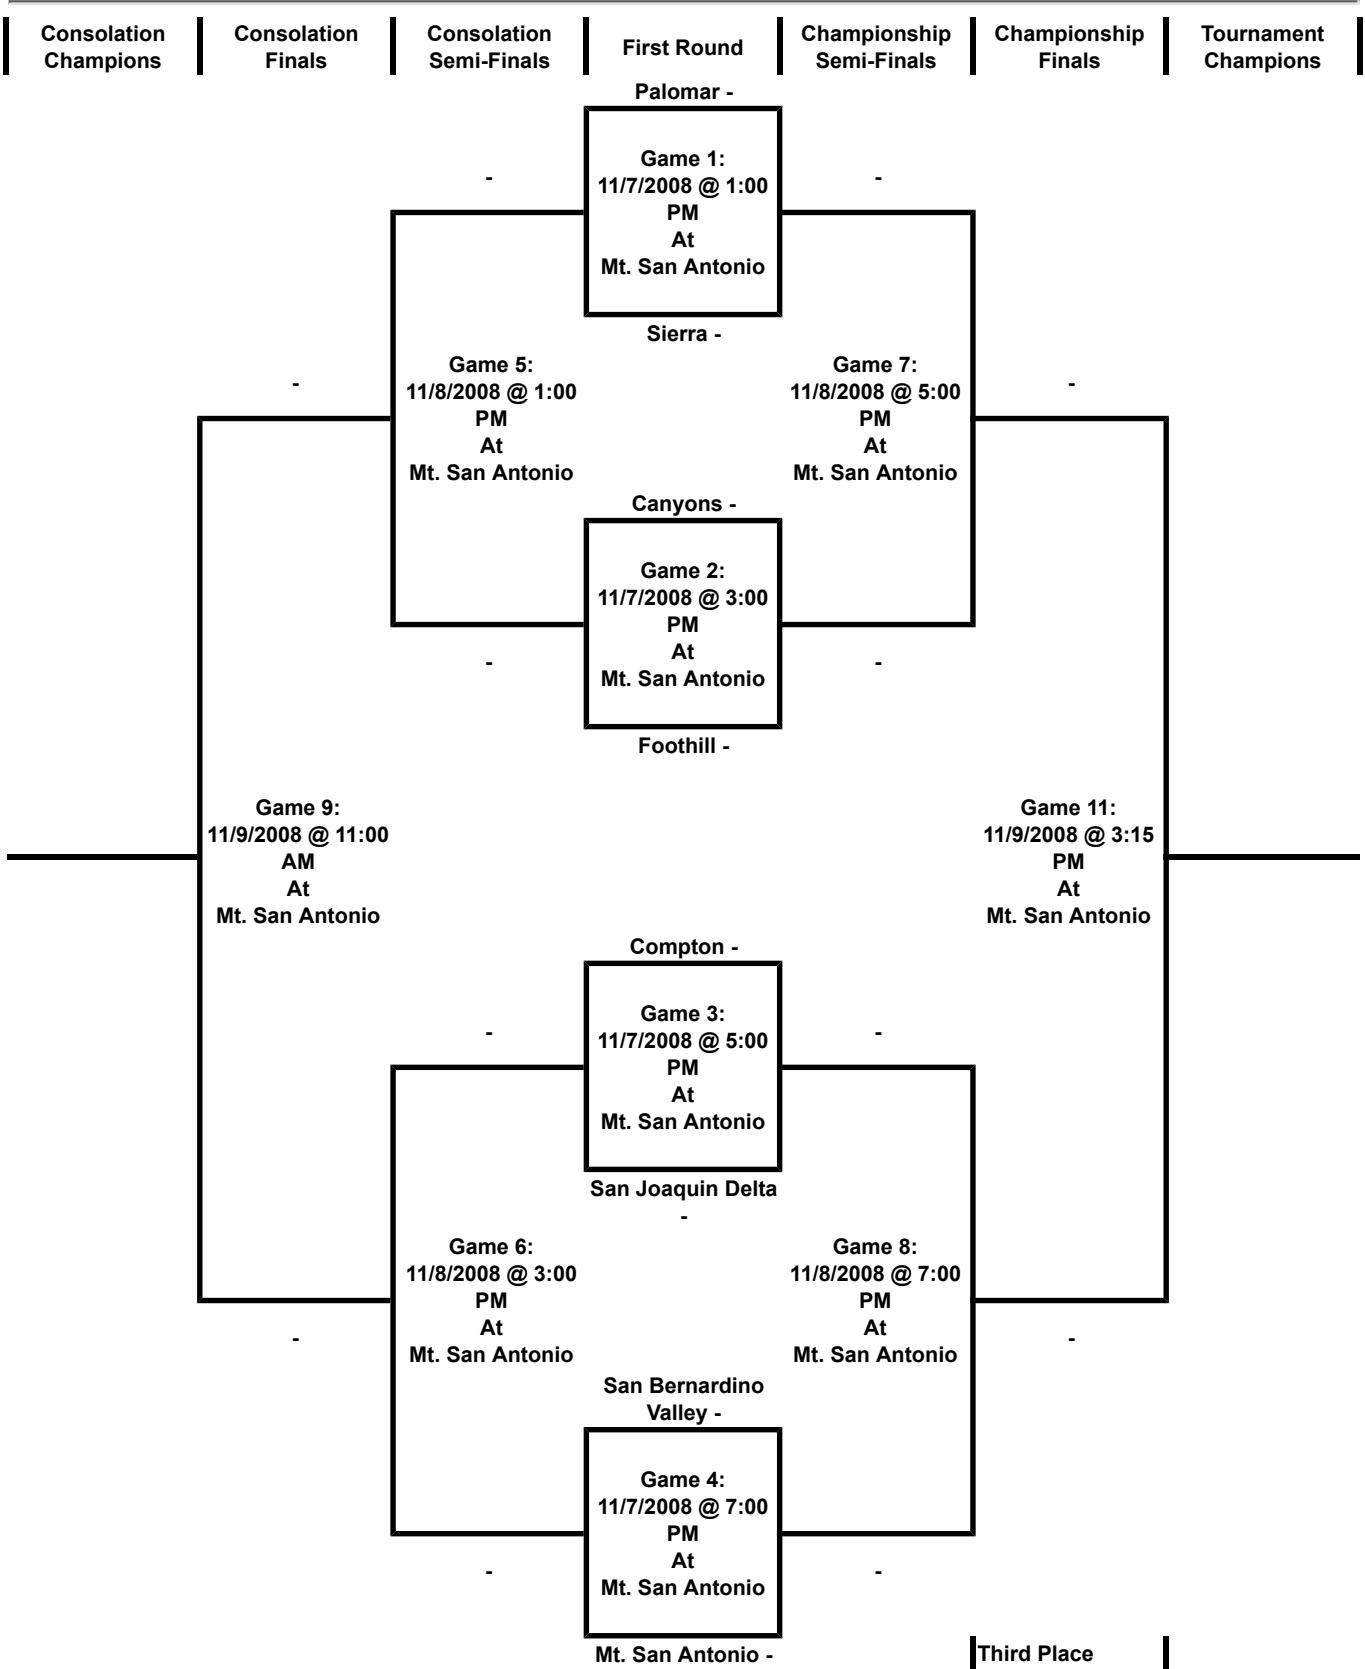 Consolation
Champions
Consolation
Finals
Consolation
Semi-Finals
First Round
Championship
Semi-Finals
Championship
Finals
Tournament
Champions
Palomar -
-
Game 1:
11/7/2008 @ 1:00
PM
At
Mt. San Antonio
-
Sierra -
-
Game 5:
11/8/2008 @ 1:00
PM
At
Mt. San Antonio
Game 7:
11/8/2008 @ 5:00
PM
At
Mt. San Antonio
-
Canyons -
-
Game 2:
11/7/2008 @ 3:00
PM
At
Mt. San Antonio
-
Foothill -
Game 9:
11/9/2008 @ 11:00
AM
At
Mt. San Antonio
Game 11:
11/9/2008 @ 3:15
PM
At
Mt. San Antonio
Compton -
-
Game 3:
11/7/2008 @ 5:00
PM
At
Mt. San Antonio
-
San Joaquin Delta
-
-
Game 6:
11/8/2008 @ 3:00
PM
At
Mt. San Antonio
Game 8:
11/8/2008 @ 7:00
PM
At
Mt. San Antonio
-
San Bernardino
Valley -
-
Game 4:
11/7/2008 @ 7:00
PM
At
Mt. San Antonio
-
Mt. San Antonio -
Third Place